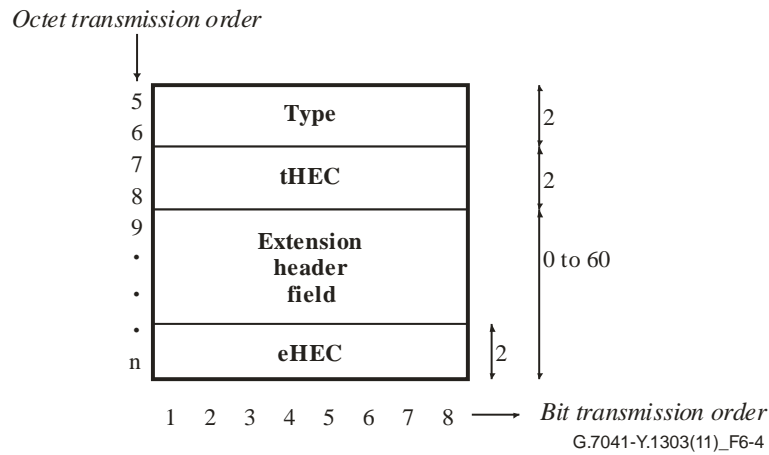 Octet transmission order
5
Type
2
6
7
tHEC
2
8
9
Extension
header
field
0 to 60
.
.
.
eHEC
2
n
1 2 3 4 5 6 7 8
Bit transmission order
G.7041-Y.1303(11)_F6-4